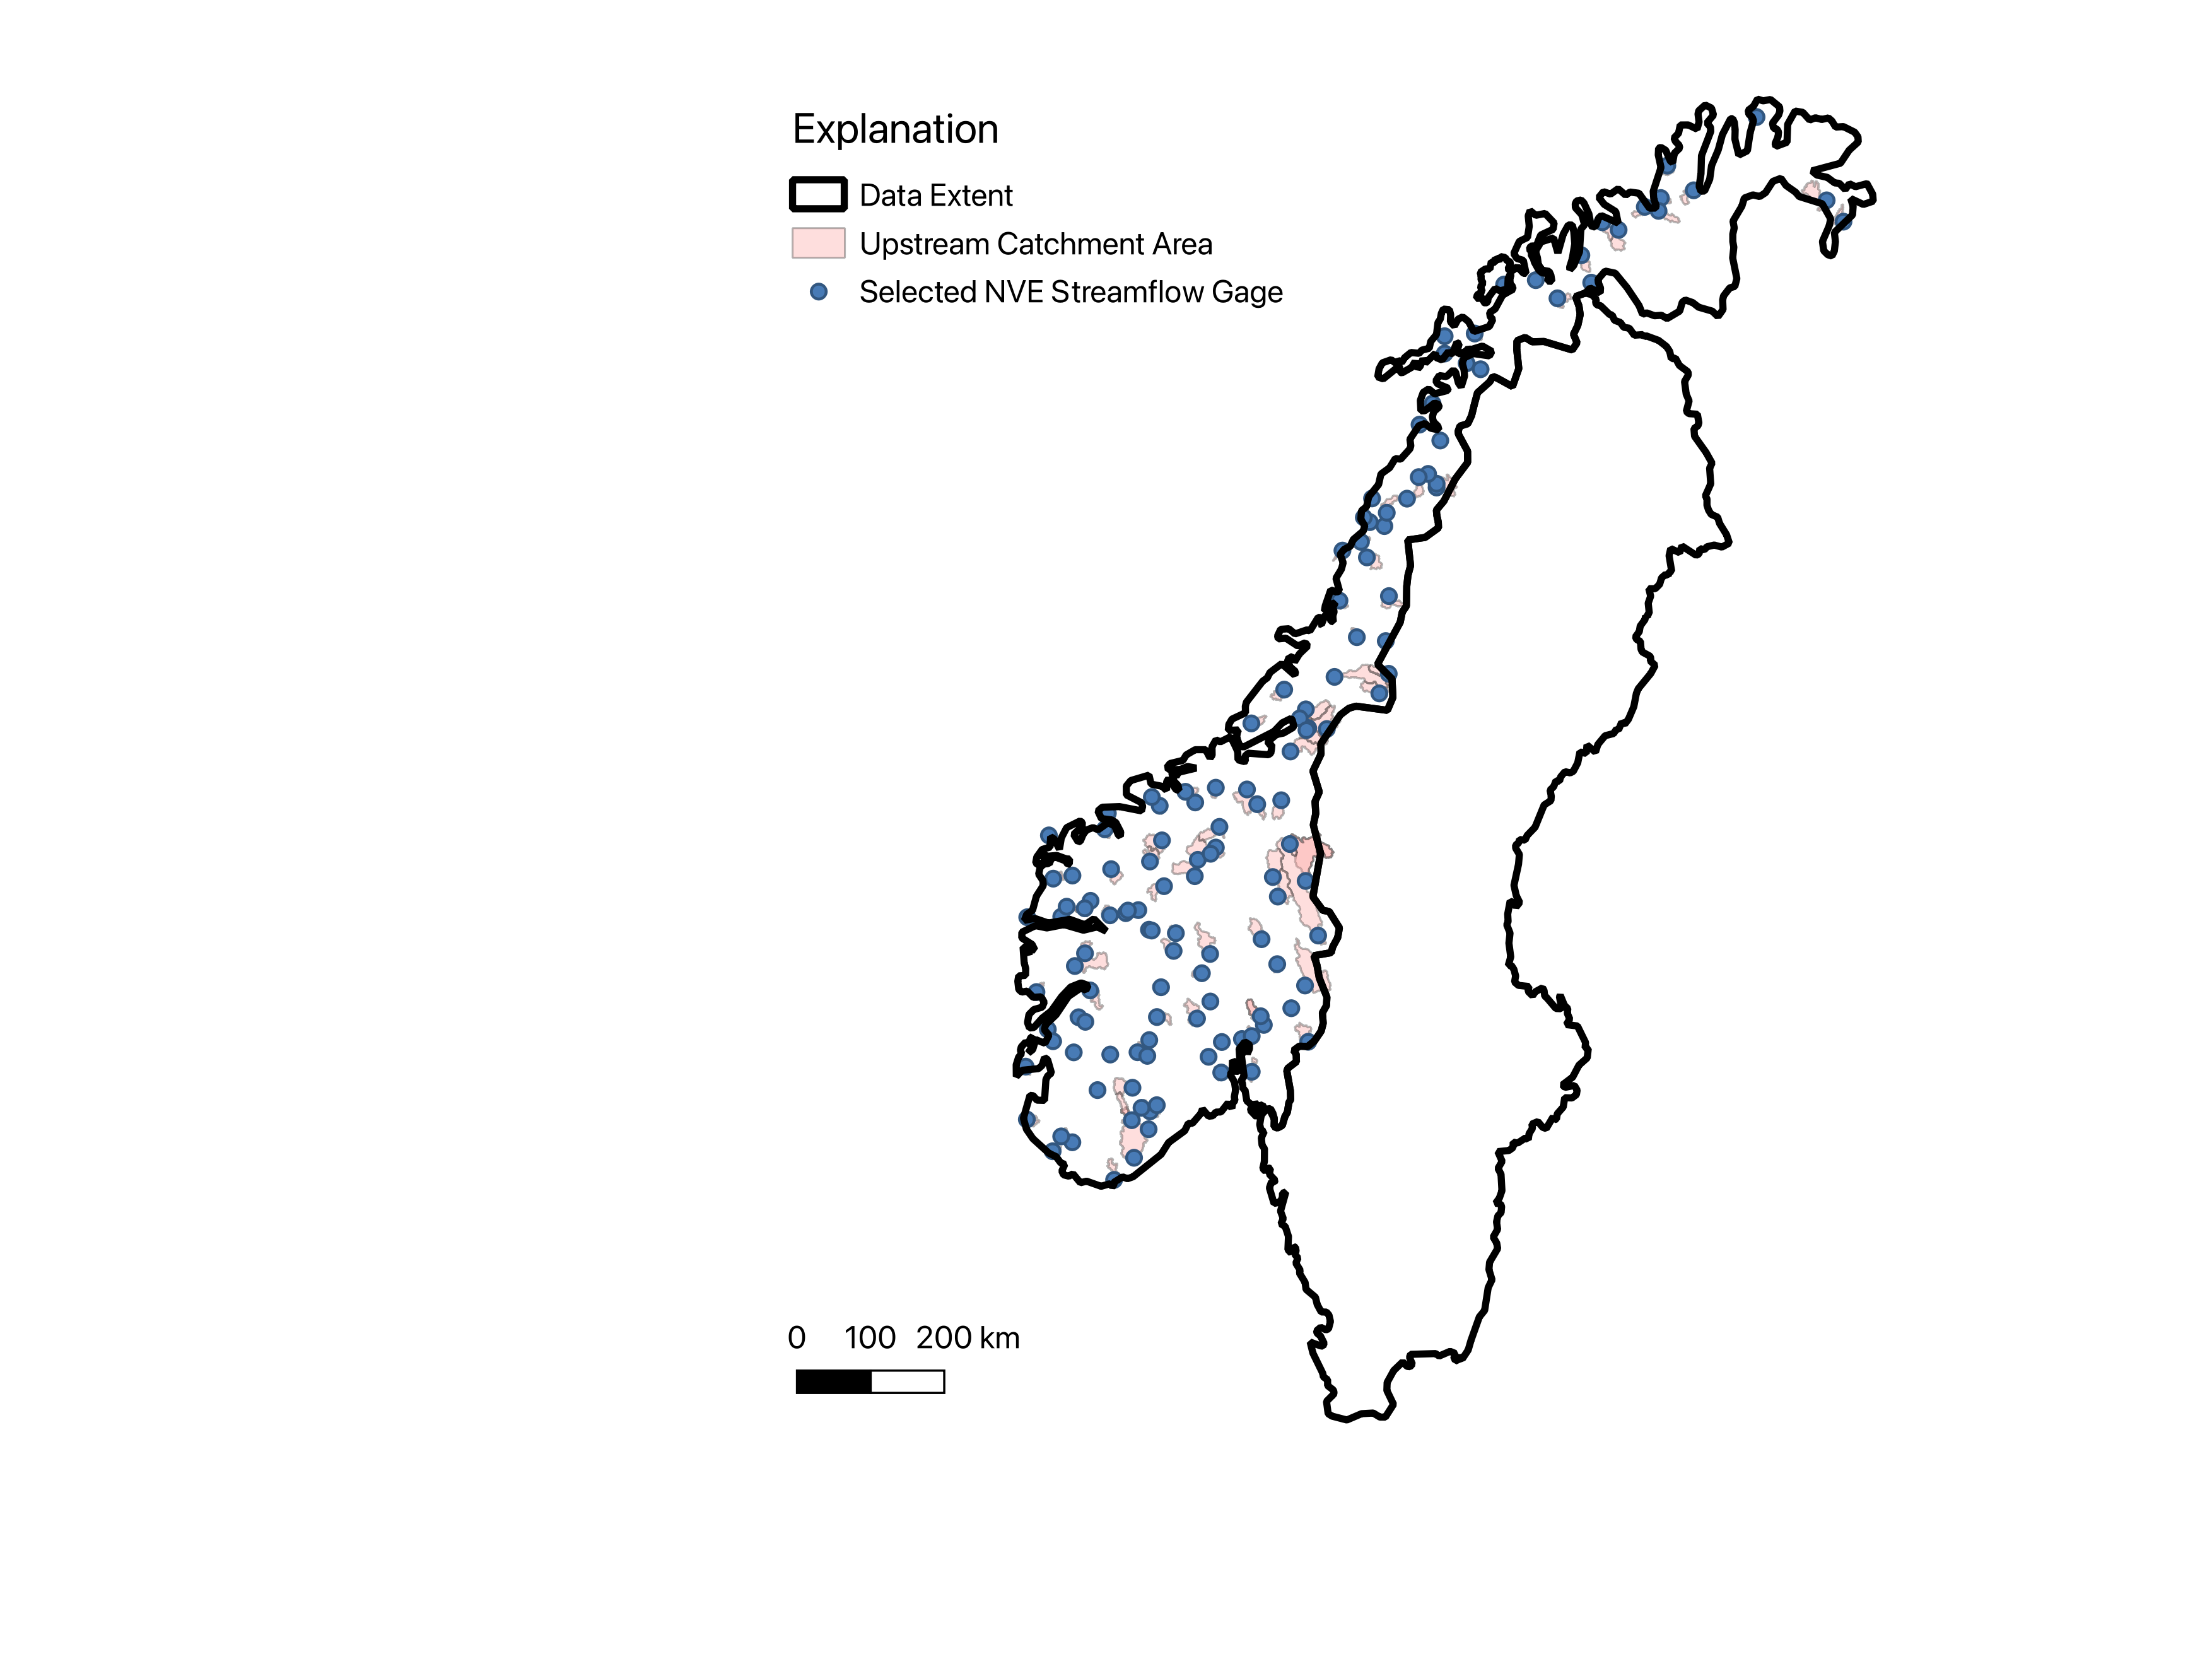 Explanation
Data Extent
Upstream Catchment Area
Selected NVE Streamflow Gage
0 100 200 km